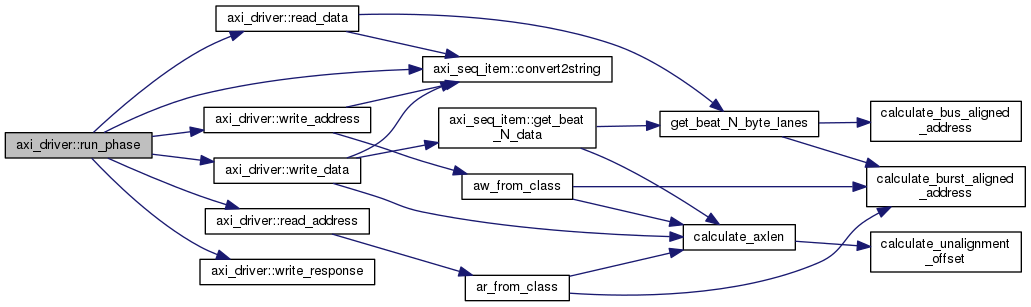 axi_driver::run_phase
axi_driver::read_data
axi_seq_item::convert2string
axi_driver::write_address
axi_driver::write_data
axi_driver::read_address
axi_driver::write_response
axi_seq_item::get_beat
_N_data
aw_from_class
ar_from_class
get_beat_N_byte_lanes
calculate_axlen
calculate_bus_aligned
_address
calculate_burst_aligned
_address
calculate_unalignment
_offset